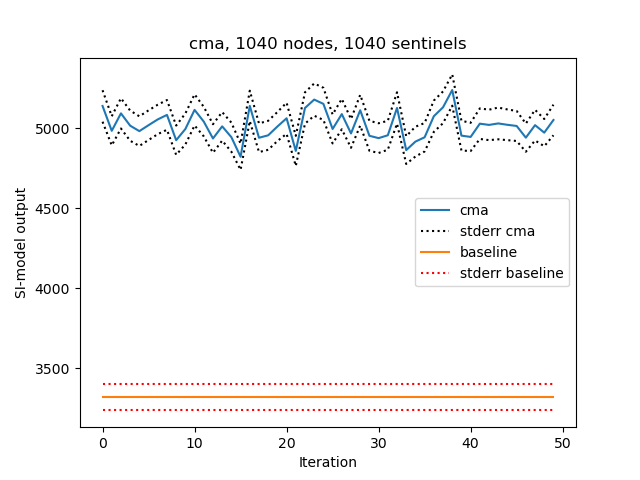 cma, 1040 nodes, 1040 sentinels
SI-model output
5000
4500
4000
3500
cma
stderr cma
baseline
stderr baseline
0 10 20 30 40 50
Iteration